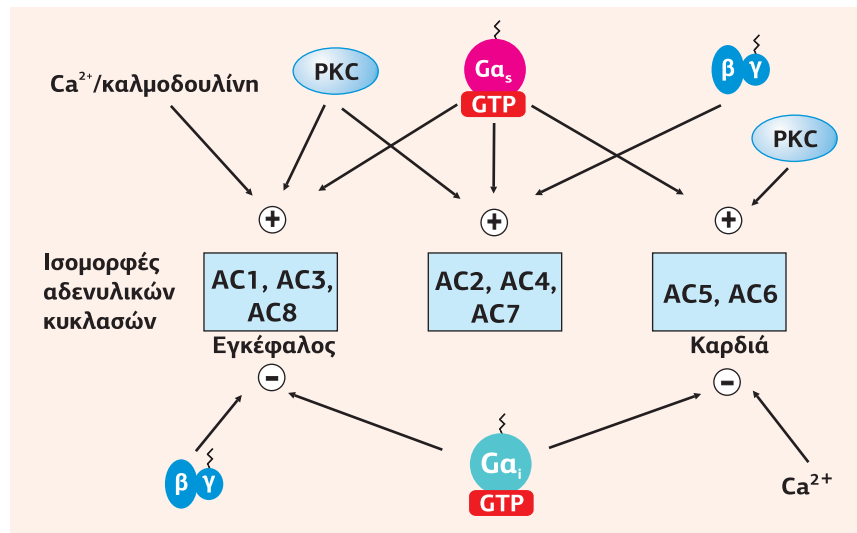 Ca²⁺/καλμοδουλίνη
PKC
Gαs
GTP
β γ
PKC
+
+
+
Ισομορφές
αδενυλικών
κυκλασών
AC1, AC3,
AC8
AC2, AC4,
AC7
AC5, AC6
Εγκέφαλος
Καρδιά
−
−
β γ
Gαi
GTP
Ca²⁺